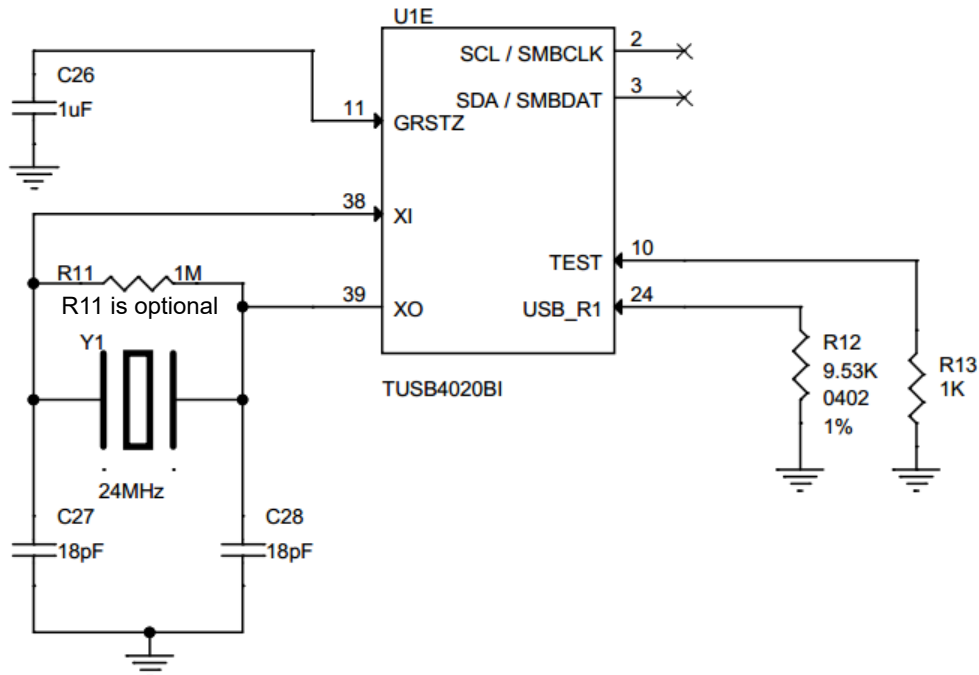 U1E
2
SCL / SMBCLK
C26
1uF
3
SDA / SMBDAT
11
GRSTZ
38
XI
10
TEST
R11 1M
R11 is optional
39
XO
24
USB_R1
Y1
R12
9.53K
0402
1%
R13
1K
TUSB4020BI
24MHz
C27
18pF
C28
18pF